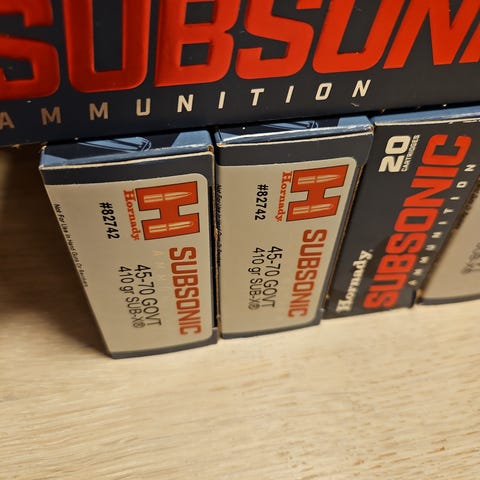 SUBSONIC
AMMUNITION
Hornady
SUBSONIC
#82742
45-70 GOVT
410 gr SUB-X®
Hornady
SUBSONIC
#82742
45-70 GOVT
410 gr SUB-X®
20
CARTRIDGES
Hornady
SUBSONIC
AMMUNITION